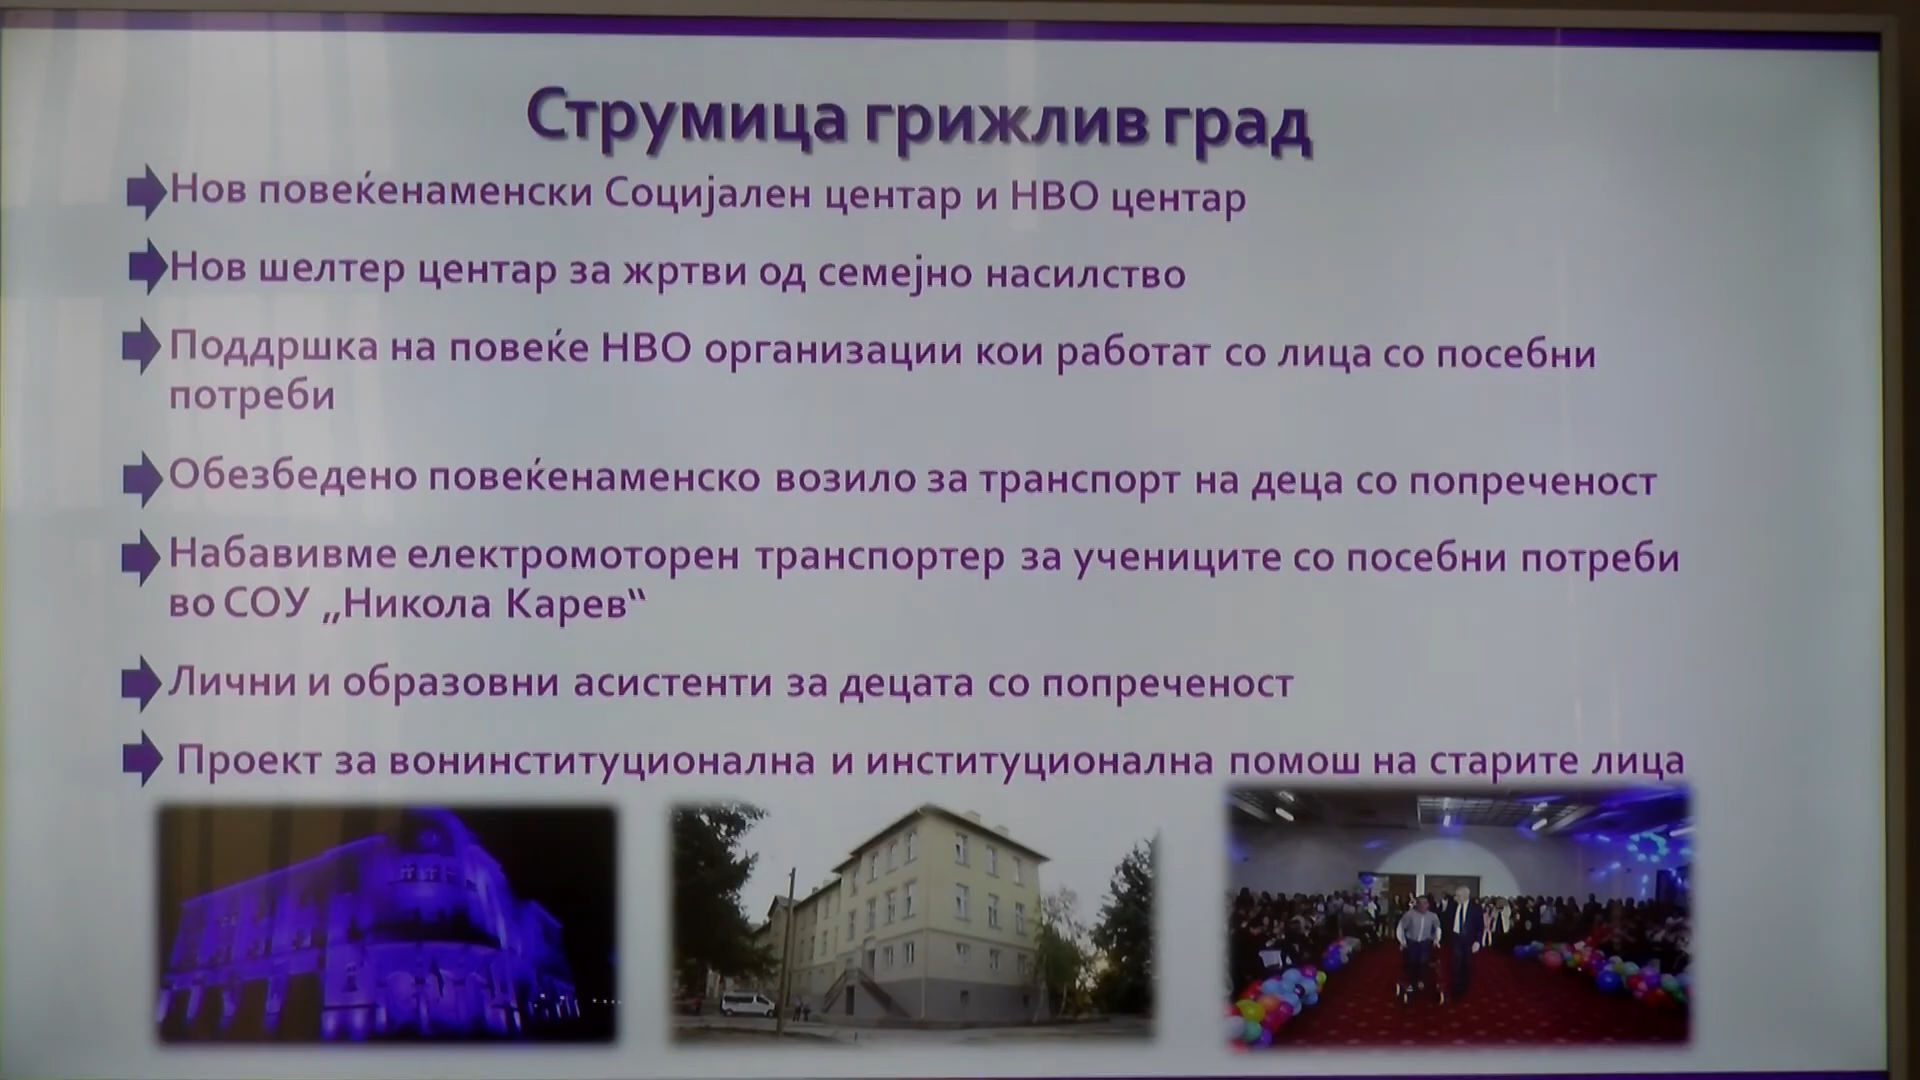 Струмица грижлив град
Нов повеќенаменски Социјален центар и НВО центар
Нов шелтер центар за жртви од семејно насилство
Поддршка на повеќе НВО организации кои работат со лица со посебни
потреби
Обезбедено повеќенаменско возило за транспорт на деца со попреченост
Набавивме електромоторен транспортер за учениците со посебни потреби
во СОУ „Никола Карев“
Лични и образовни асистенти за децата со попреченост
Проект за вонинституционална и институционална помош на старите лица